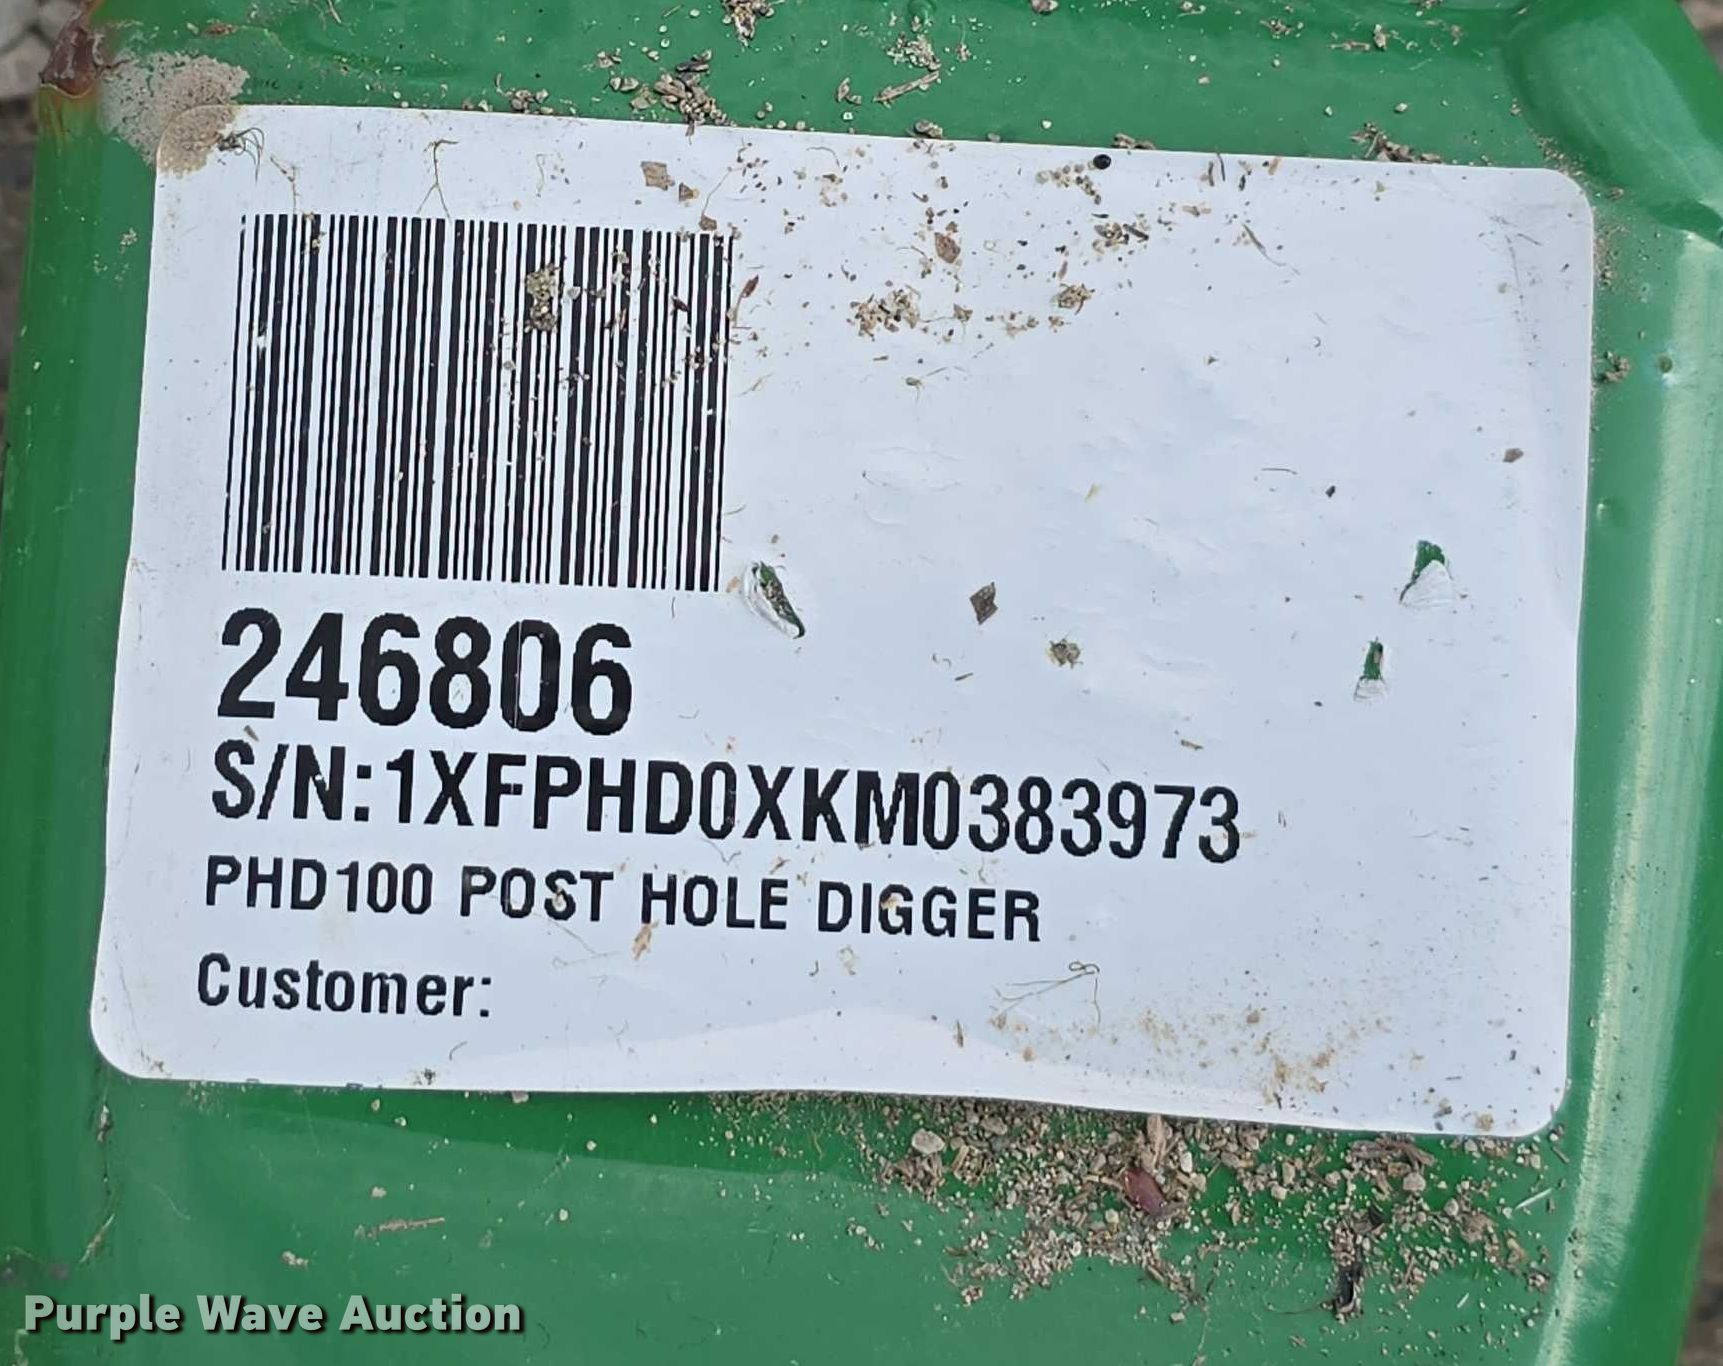 246806
S/N:1XFPHD0XKM0383973
PHD100 POST HOLE DIGGER
Customer:
Purple Wave Auction